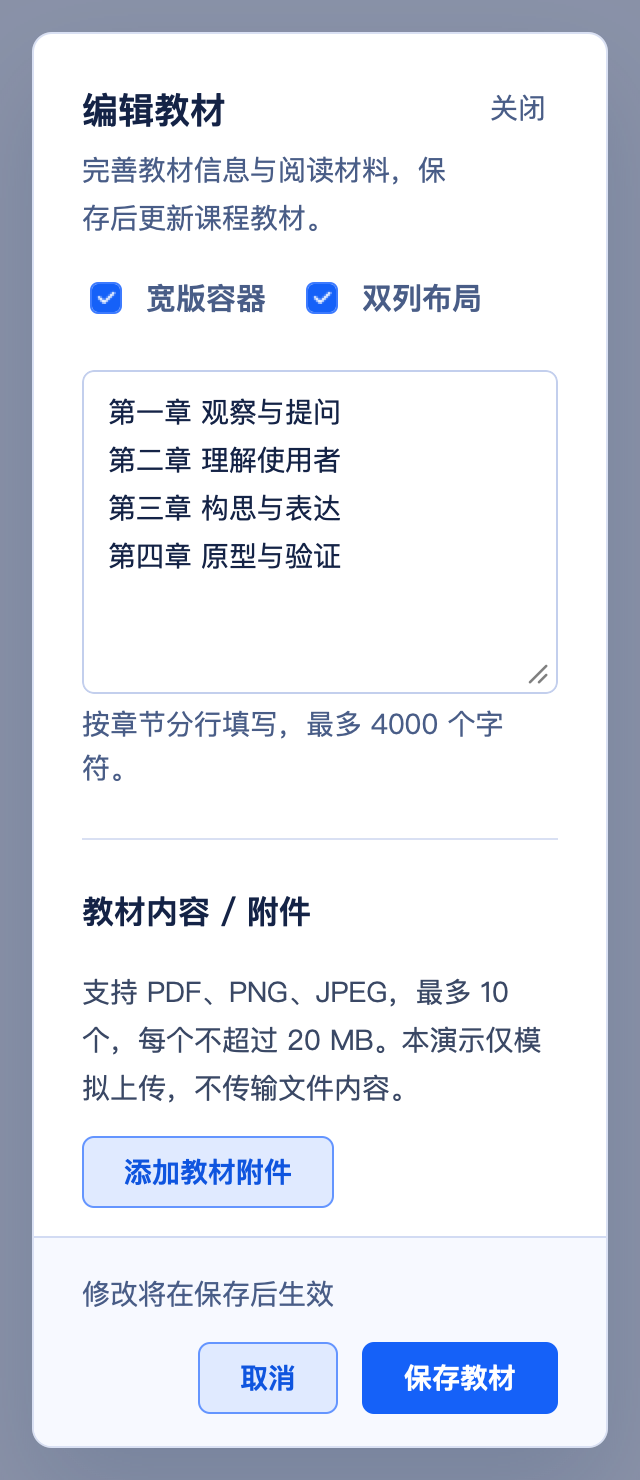 编辑教材
关闭
完善教材信息与阅读材料，保
存后更新课程教材。
宽版容器 双列布局
第一章 观察与提问
第二章 理解使用者
第三章 构思与表达
第四章 原型与验证
按章节分行填写，最多 4000 个字
符。
教材内容 / 附件
支持 PDF、PNG、JPEG，最多 10
个，每个不超过 20 MB。本演示仅模
拟上传，不传输文件内容。
添加教材附件
修改将在保存后生效
取消 保存教材